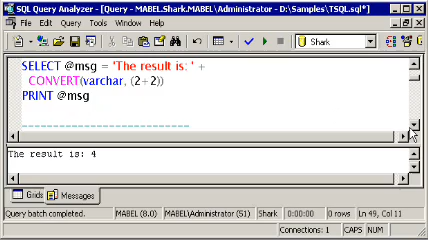 SQL Query Analyzer - [Query - MABEL.Shark.MABEL\Administrator - D:\Samples\TSQL.sql*]
File Edit Query Tools Window Help
Shark
SELECT @msg = 'The result is: ' +
CONVERT(varchar, (2+2))
PRINT @msg
--------------------------
The result is: 4
Grids Messages
Query batch completed. MABEL (8.0) MABEL\Administrator (51) Shark 0:00:00 0 rows Ln 49, Col 11
Connections: 1 CAPS NUM